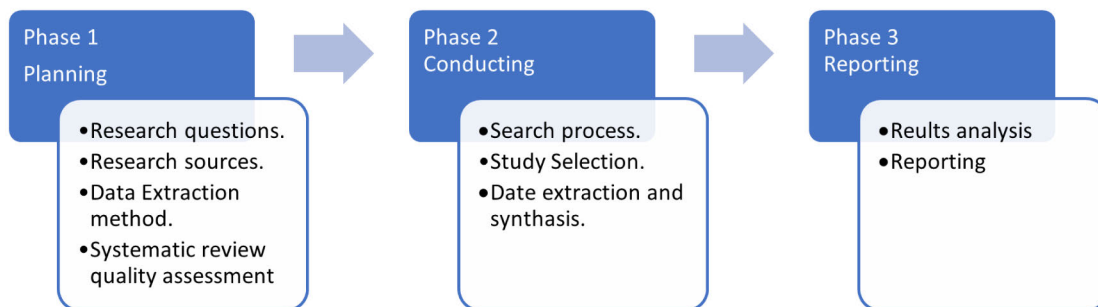 Phase 1
Planning
•Research questions.
•Research sources.
•Data Extraction
method.
•Systematic review
quality assessment
Phase 2
Conducting
•Search process.
•Study Selection.
•Date extraction and
synthasis.
Phase 3
Reporting
•Reults analysis
•Reporting